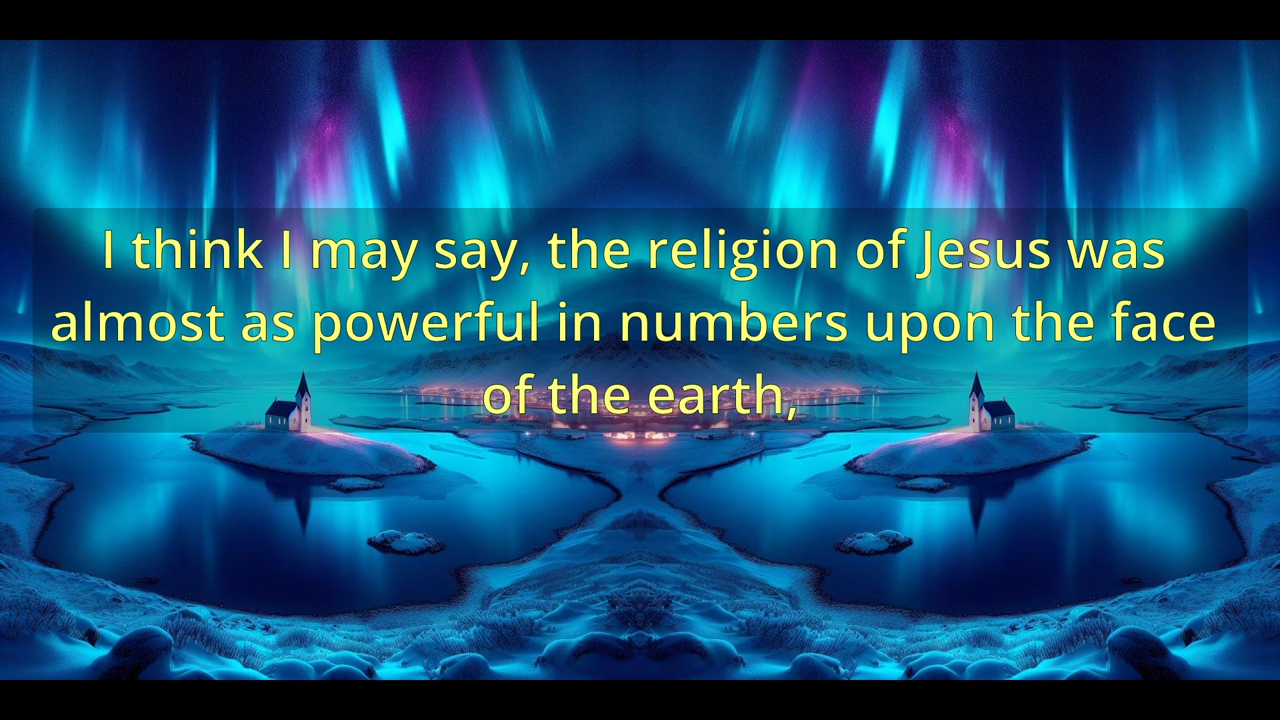 I think I may say, the religion of Jesus was
almost as powerful in numbers upon the face
of the earth,